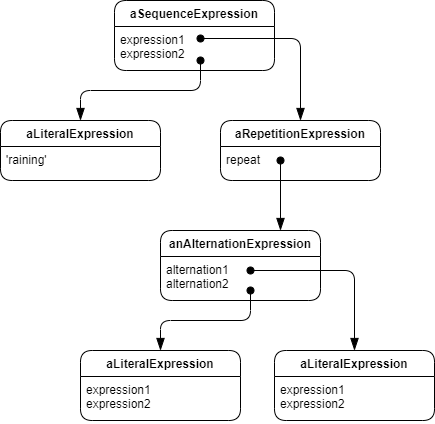 aSequenceExpression
expression1
expression2
aLiteralExpression
'raining'
aRepetitionExpression
repeat
anAlternationExpression
alternation1
alternation2
aLiteralExpression
expression1
expression2
aLiteralExpression
expression1
expression2